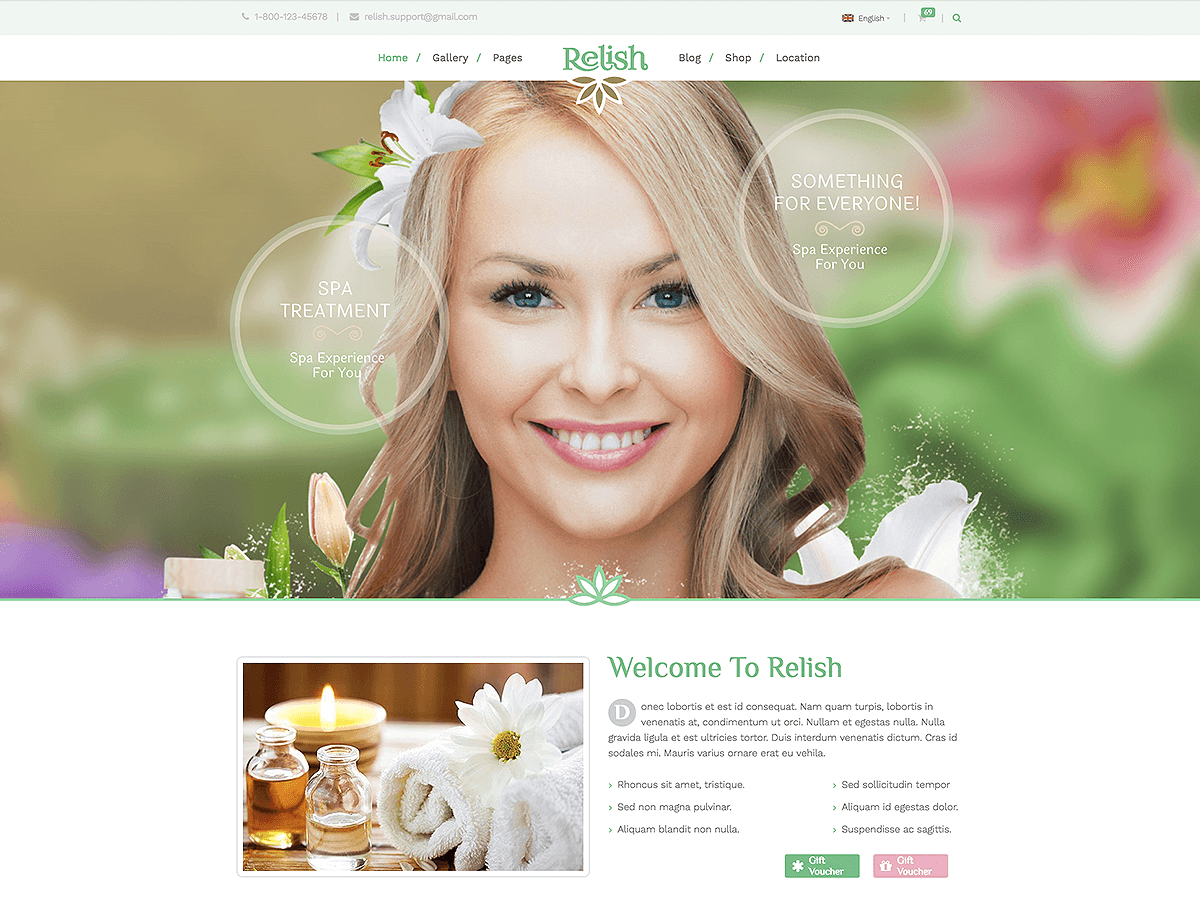 1-800-123-45678 | relish.support@gmail.com
English | 69 |
Home / Gallery / Pages
Relish
Blog / Shop / Location
SPA
TREATMENT
Spa Experience
For You
SOMETHING
FOR EVERYONE!
Spa Experience
For You
Welcome To Relish
Donec lobortis et est id consequat. Nam quam turpis, lobortis in
venenatis at, condimentum ut orci. Nullam et egestas nulla. Nulla
gravida ligula et est ultricies tortor. Duis interdum venenatis dictum. Cras id
sodales mi. Mauris varius ornare erat eu vehila.
Rhoncus sit amet, tristique.
Sed non magna pulvinar.
Aliquam blandit non nulla.
Sed sollicitudin tempor
Aliquam id egestas dolor.
Suspendisse ac sagittis.
Gift
Voucher
Gift
Voucher